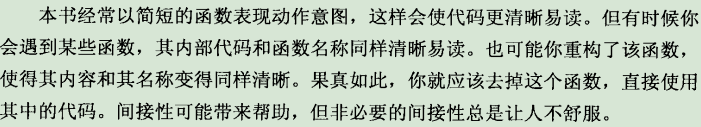 本书经常以简短的函数表现动作意图，这样会使代码更清晰易读。但有时候你
会遇到某些函数，其内部代码和函数名称同样清晰易读。也可能你重构了该函数，
使得其内容和其名称变得同样清晰。果真如此，你就应该去掉这个函数，直接使用
其中的代码。间接性可能带来帮助，但非必要的间接性总是让人不舒服。